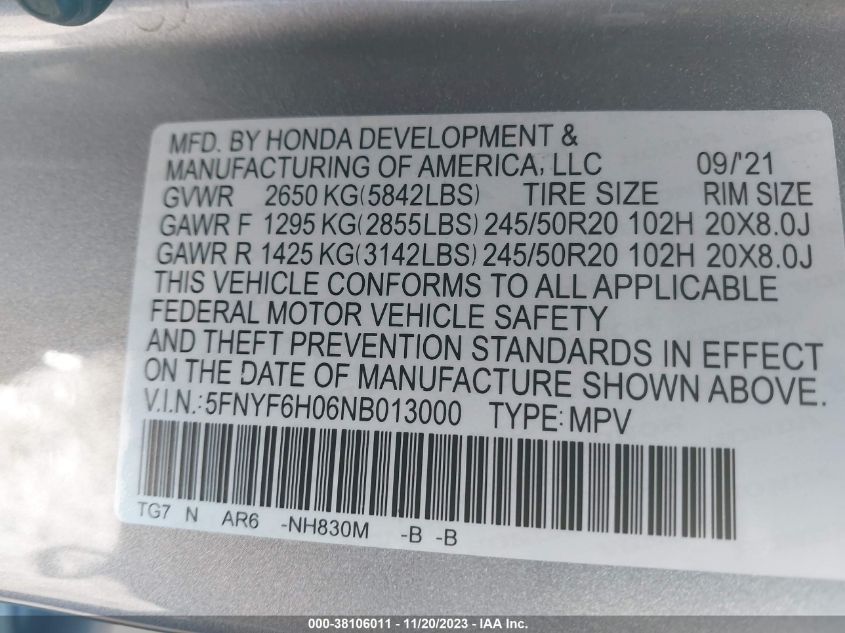 MFD. BY HONDA DEVELOPMENT &
MANUFACTURING OF AMERICA, LLC 09/'21
GVWR 2650 KG(5842LBS) TIRE SIZE RIM SIZE
GAWR F 1295 KG(2855LBS) 245/50R20 102H 20X8.0J
GAWR R 1425 KG(3142LBS) 245/50R20 102H 20X8.0J
THIS VEHICLE CONFORMS TO ALL APPLICABLE
FEDERAL MOTOR VEHICLE SAFETY
AND THEFT PREVENTION STANDARDS IN EFFECT
ON THE DATE OF MANUFACTURE SHOWN ABOVE.
V.I.N.: 5FNYF6H06NB013000 TYPE: MPV
TG7 N AR6 -NH830M -B -B
000-38106011 - 11/20/2023 - IAA Inc.